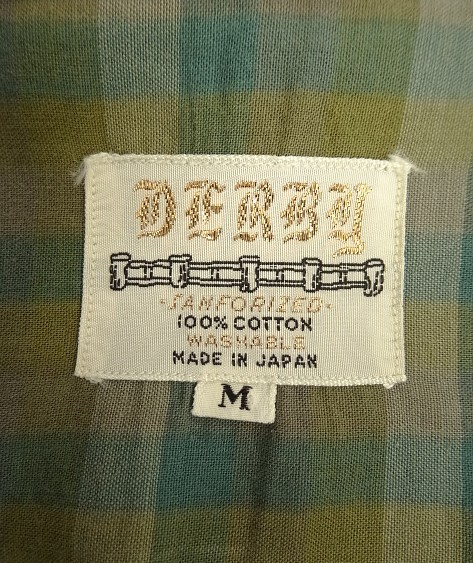 DERBY
·SANFORIZED·
100% COTTON
WASHABLE
MADE IN JAPAN
M